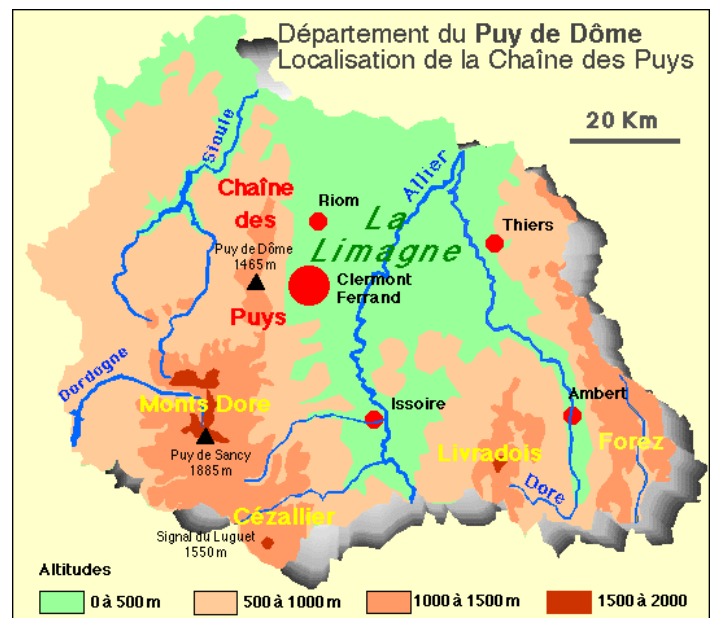 Département du Puy de Dôme
Localisation de la Chaîne des Puys
20 Km
Sioule
Allier
Chaîne
des
Puys
Riom
La
Limagne
Thiers
Puy de Dôme
1465 m
Clermont
Ferrand
Dordogne
Monts Dore
Issoire
Ambert
Puy de Sancy
1885 m
Livradois
Forez
Dore
Cézallier
Signal du Luguet
1550 m
Altitudes
0 à 500 m
500 à 1000 m
1000 à 1500 m
1500 à 2000